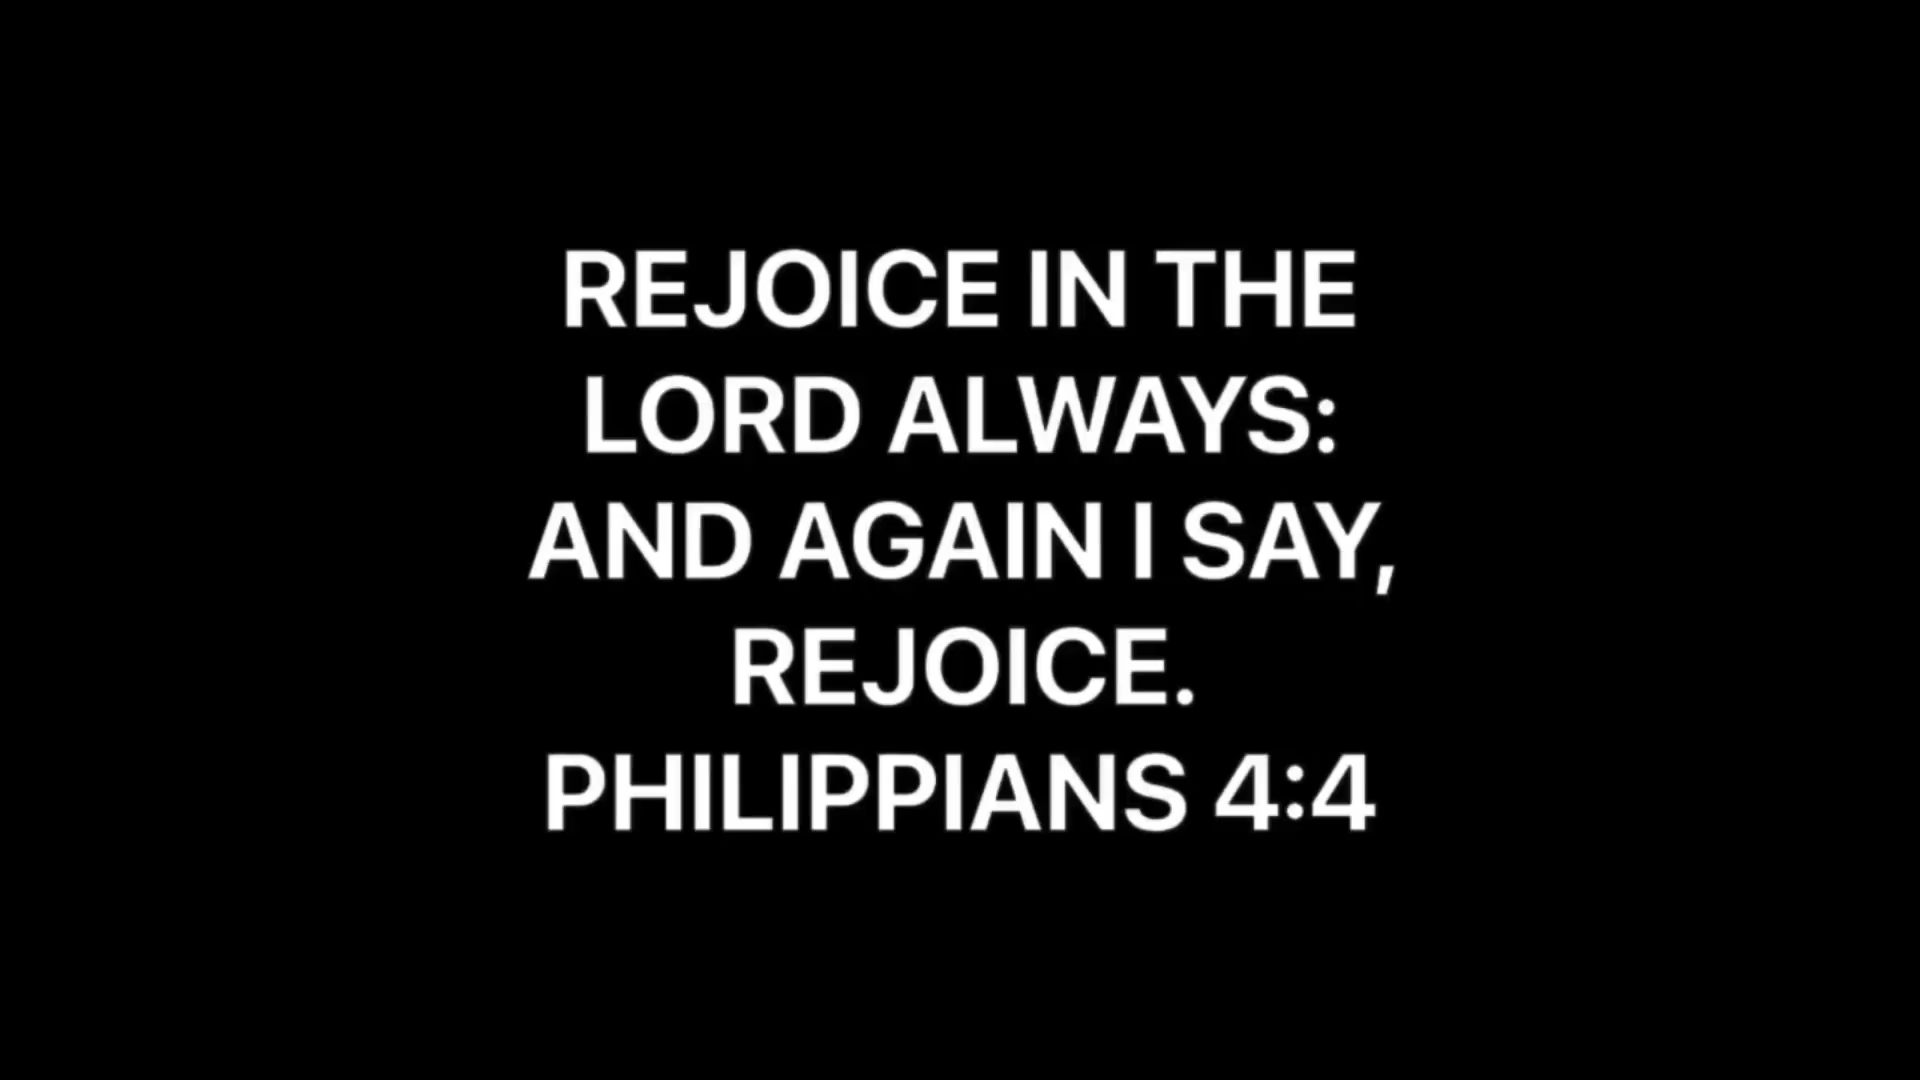 REJOICE IN THE
LORD ALWAYS:
AND AGAIN I SAY,
REJOICE.
PHILIPPIANS 4:4